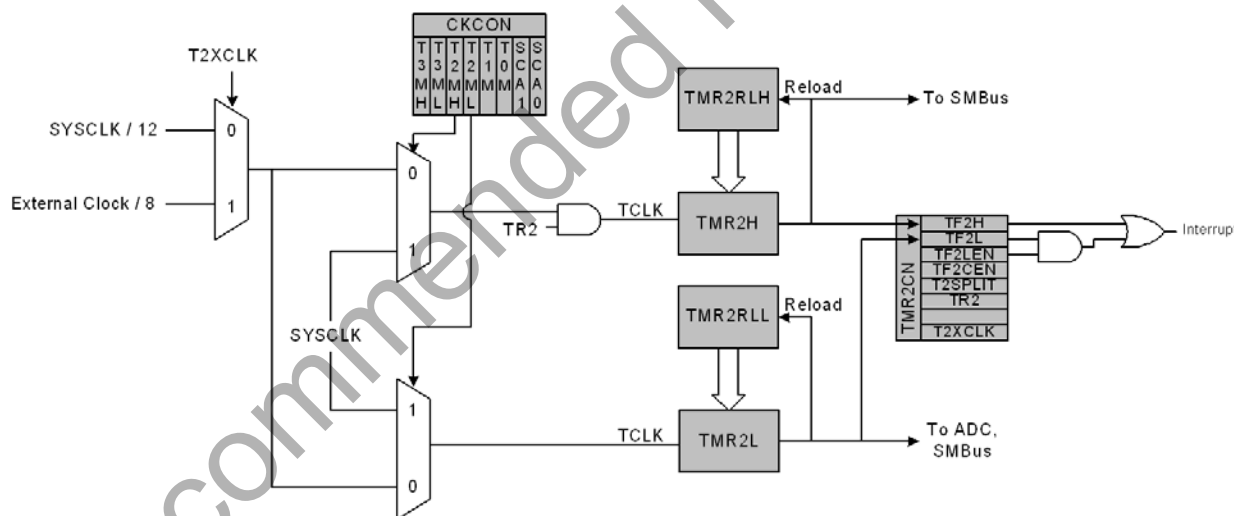 CKCON
T3MH
T3ML
T2MH
T2ML
T1M
T0M
SCA1
SCA0
T2XCLK
SYSCLK / 12
0
External Clock / 8
1
0
1
SYSCLK
1
0
TR2
TCLK
TMR2RLH
Reload
To SMBus
TMR2H
TMR2CN
TF2H
TF2L
TF2LEN
TF2CEN
T2SPLIT
TR2
T2XCLK
Interrupt
TMR2RLL
Reload
TCLK
TMR2L
To ADC,
SMBus
commended